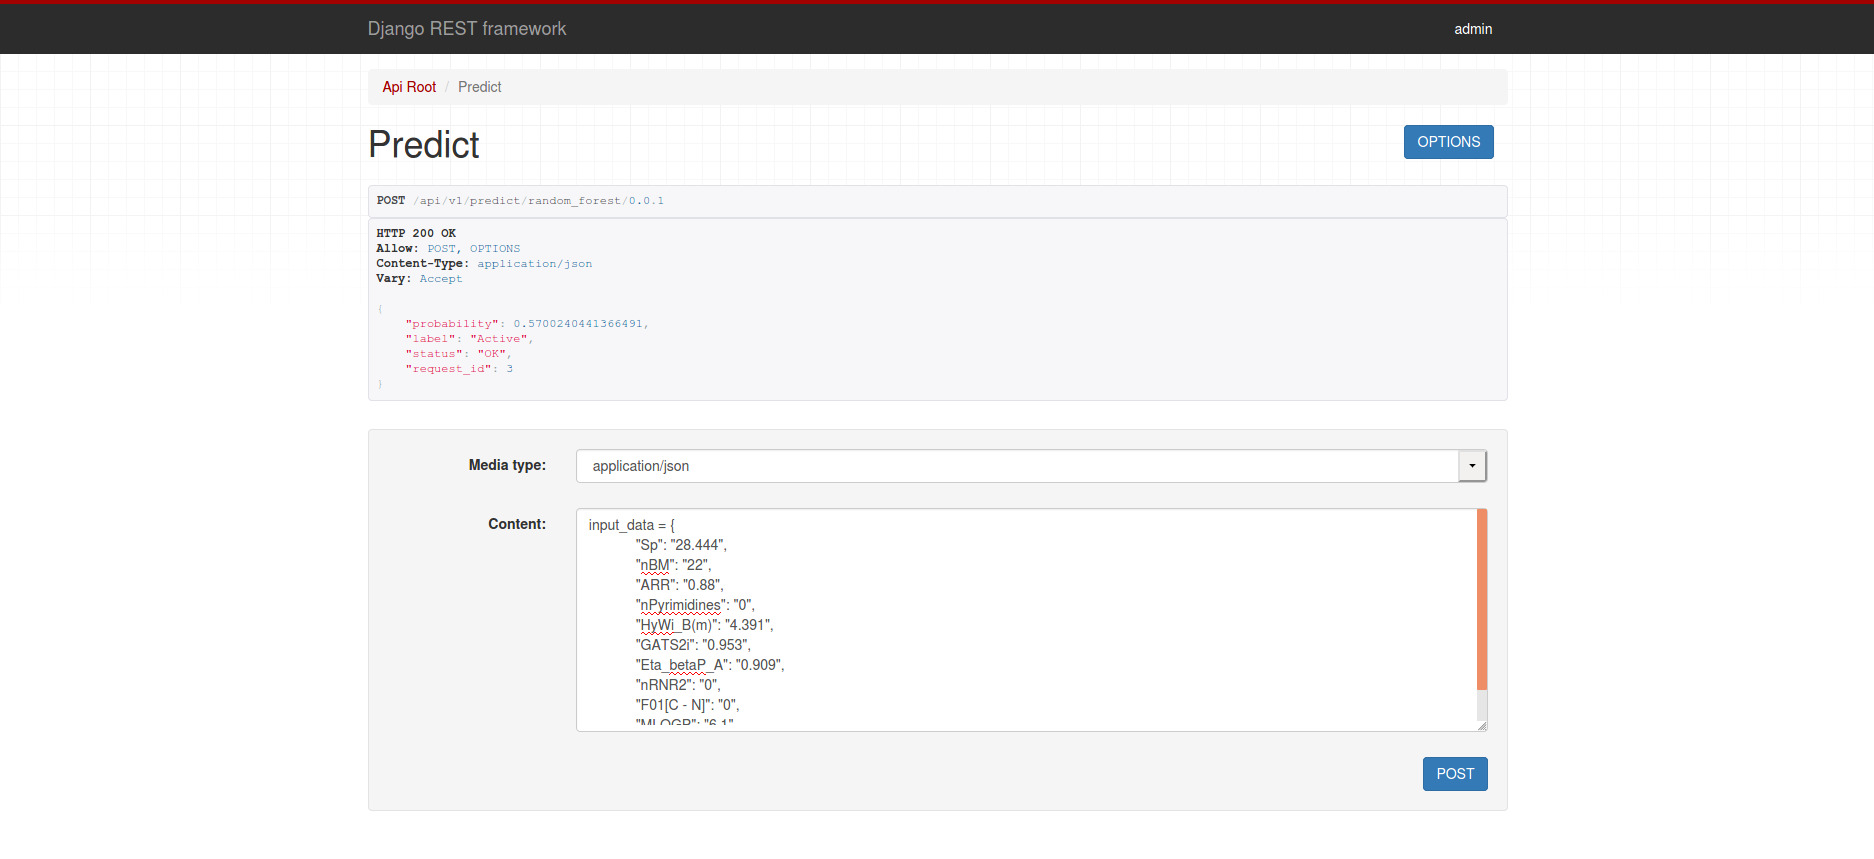 Django REST framework
admin
Api Root / Predict
Predict
OPTIONS
POST /api/v1/predict/random_forest/0.0.1
HTTP 200 OK
Allow: POST, OPTIONS
Content-Type: application/json
Vary: Accept
{
"probability": 0.5700240441366491,
"label": "Active",
"status": "OK",
"request_id": 3
}
Media type:
application/json
Content:
input_data = {
"Sp": "28.444",
"nBM": "22",
"ARR": "0.88",
"nPyrimidines": "0",
"HyWi_B(m)": "4.391",
"GATS2i": "0.953",
"Eta_betaP_A": "0.909",
"nRNR2": "0",
"F01[C - N]": "0",
"MLOGP": "6.1"
POST